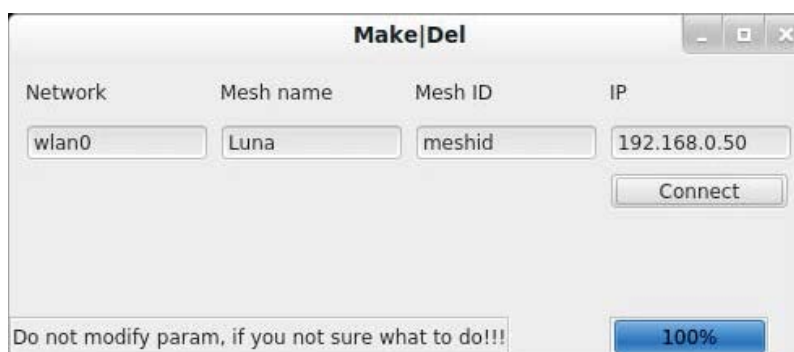 Make|Del
Network Mesh name Mesh ID IP
wlan0 Luna meshid 192.168.0.50
Connect
Do not modify param, if you not sure what to do!!! 100%